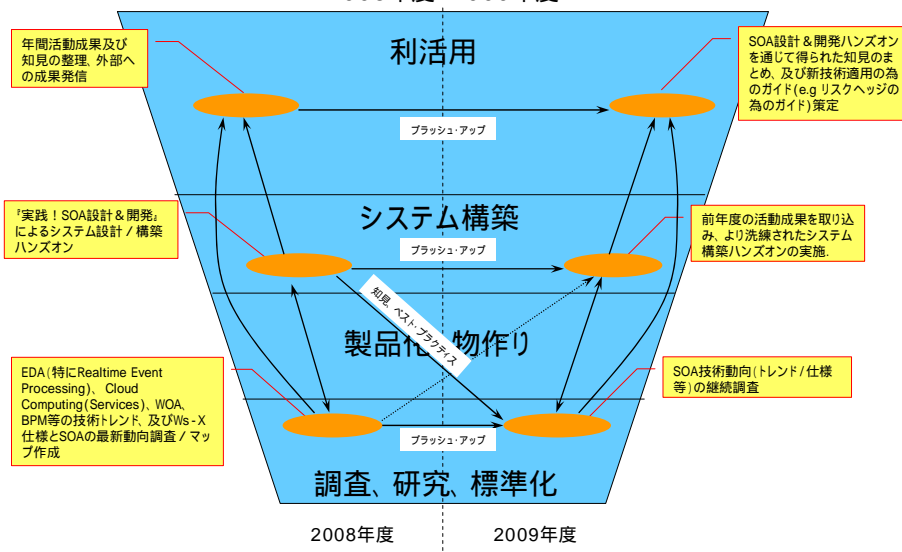 利活用
年間活動成果及び
知見の整理、外部へ
の成果発信
SOA設計&開発ハンズオン
を通じて得られた知見のま
とめ、及び新技術適用の為
のガイド(e.g リスクヘッジの
為のガイド)策定
ブラッシュ・アップ
システム構築
『実践!SOA設計&開発』
によるシステム設計/構築
ハンズオン
前年度の活動成果を取り込
み、より洗練されたシステム
構築ハンズオンの実施.
ブラッシュ・アップ
知見、ベスト・プラクティス
物作り
EDA(特にRealtime Event
Processing)、Cloud
Computing(Services)、WOA、
BPM等の技術トレンド、及びWs-X
仕様とSOAの最新動向調査/マッ
プ作成
SOA技術動向(トレンド/仕様
等)の継続調査
ブラッシュ・アップ
調査、研究、標準化
2008年度
2009年度